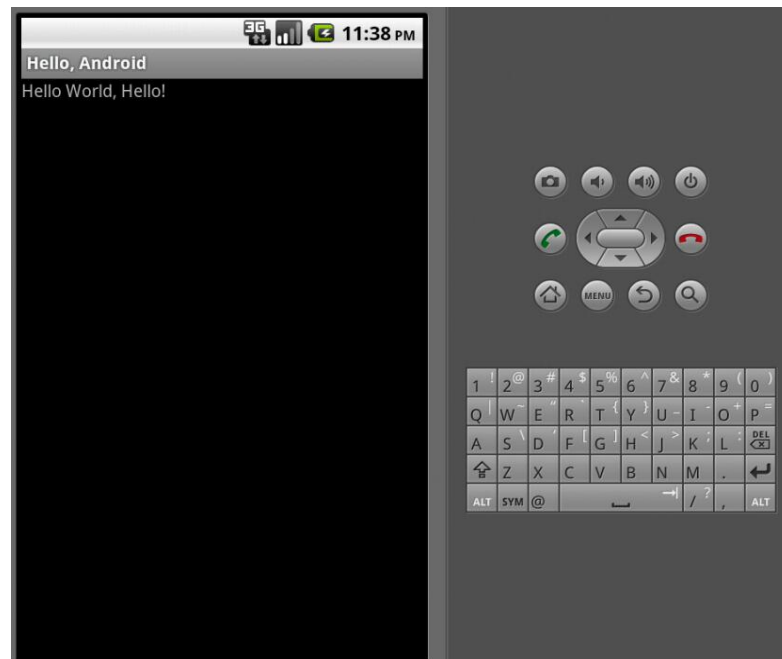 3G 11:38 PM
Hello, Android
Hello World, Hello!
MENU
1 ! 2 @ 3 # 4 $ 5 % 6 ^ 7 & 8 * 9 ( 0 )
Q | W ~ E “ R ` T { Y } U _ I - O + P =
A S \ D ' F [ G ] H < J > K ; L : DEL
Z X C V B N M .
ALT SYM @ / ? , ALT